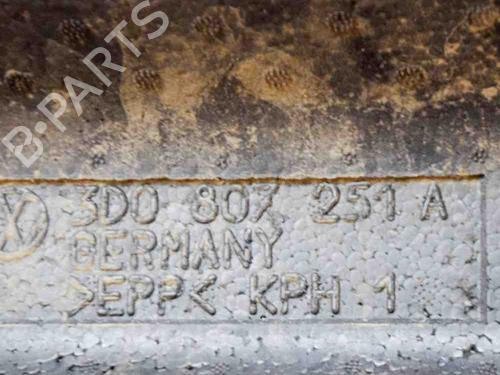 B-PARTS
3D0 807 251 A
GERMANY
>EPP< KPH 1